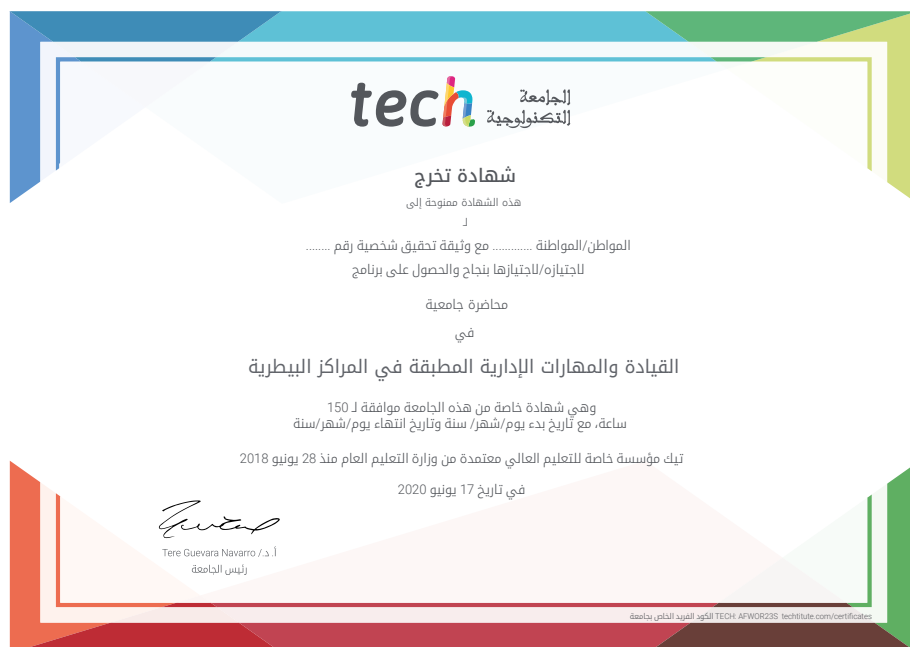 tech
الجامعة
التكنولوجية
شهادة تخرج
هذه الشهادة ممنوحة إلى
لـ
المواطن/المواطنة ............. مع وثيقة تحقيق شخصية رقم ........
لاجتيازه/لاجتيازها بنجاح والحصول على برنامج
محاضرة جامعية
في
القيادة والمهارات الإدارية المطبقة في المراكز البيطرية
وهي شهادة خاصة من هذه الجامعة موافقة لـ 150
ساعة، مع تاريخ بدء يوم/شهر/ سنة وتاريخ انتهاء يوم/شهر/سنة
تيك مؤسسة خاصة للتعليم العالي معتمدة من وزارة التعليم العام منذ 28 يونيو 2018
في تاريخ 17 يونيو 2020
أ. د./ Tere Guevara Navarro
رئيس الجامعة
الكود الفريد الخاص بجامعة TECH: AFWOR23S techtitute.com/certificates